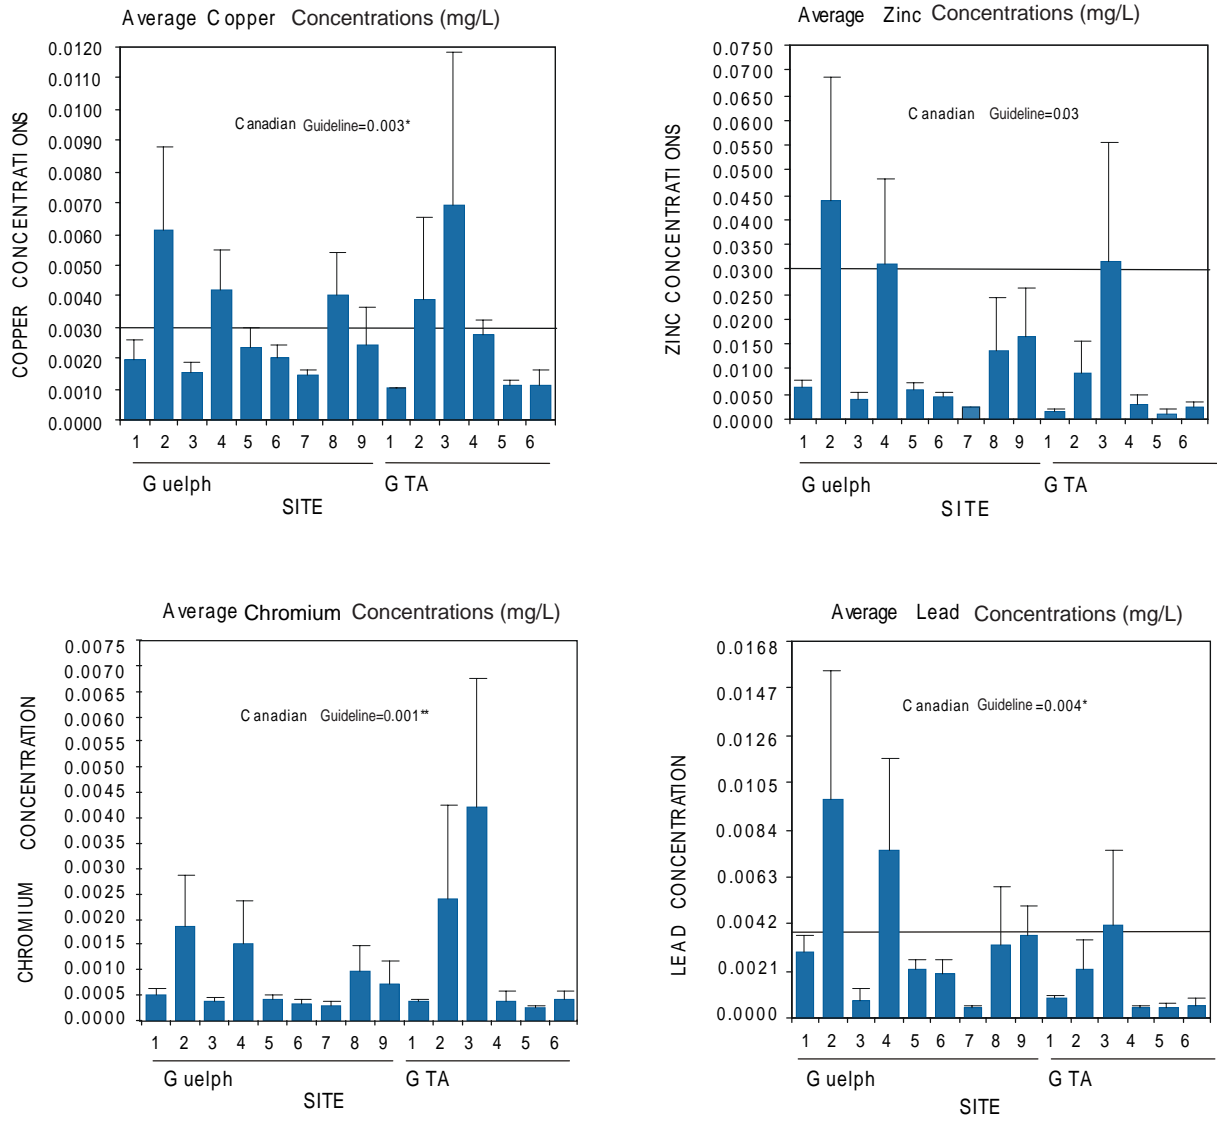 Average Copper Concentrations (mg/L)
0.0120
0.0110
0.0100
0.0090
0.0080
0.0070
0.0060
0.0050
0.0040
0.0030
0.0020
0.0010
0.0000
COPPER CONCENTRATIONS
Canadian Guideline=0.003*
1 2 3 4 5 6 7 8 9 1 2 3 4 5 6
Guelph GTA
SITE
Average Zinc Concentrations (mg/L)
0.0750
0.0700
0.0650
0.0600
0.0550
0.0500
0.0450
0.0400
0.0350
0.0300
0.0250
0.0200
0.0150
0.0100
0.0050
0.0000
ZINC CONCENTRATIONS
Canadian Guideline=0.03
1 2 3 4 5 6 7 8 9 1 2 3 4 5 6
Guelph GTA
SITE
Average Chromium Concentrations (mg/L)
0.0075
0.0070
0.0065
0.0060
0.0055
0.0050
0.0045
0.0040
0.0035
0.0030
0.0025
0.0020
0.0015
0.0010
0.0005
0.0000
CHROMIUM CONCENTRATION
Canadian Guideline=0.001**
1 2 3 4 5 6 7 8 9 1 2 3 4 5 6
Guelph GTA
SITE
Average Lead Concentrations (mg/L)
0.0168
0.0147
0.0126
0.0105
0.0084
0.0063
0.0042
0.0021
0.0000
LEAD CONCENTRATION
Canadian Guideline=0.004*
1 2 3 4 5 6 7 8 9 1 2 3 4 5 6
Guelph GTA
SITE